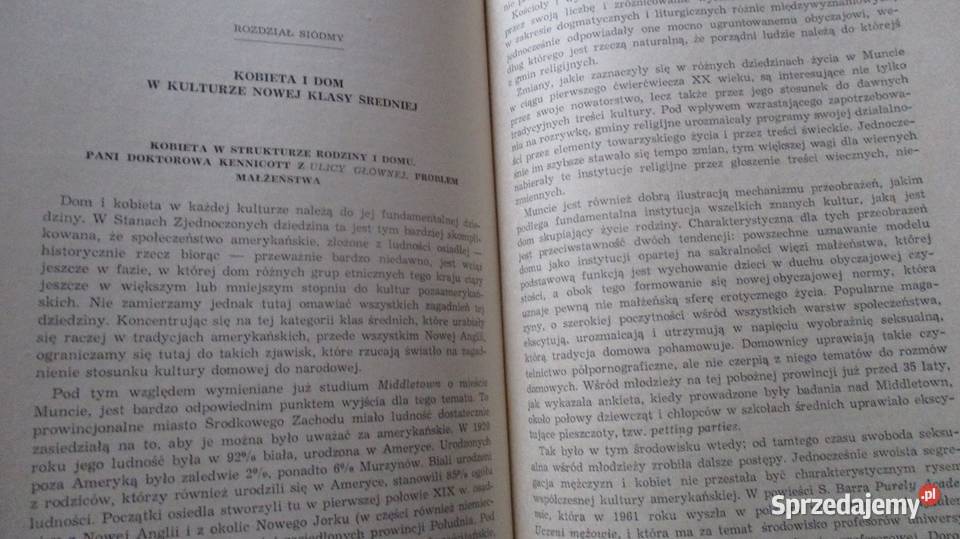 ROZDZIAŁ SIÓDMY
KOBIETA I DOM
W KULTURZE NOWEJ KLASY ŚREDNIEJ
KOBIETA W STRUKTURZE RODZINY I DOMU.
PANI DOKTOROWA KENNICOTT Z ULICY GŁÓWNEJ. PROBLEM
MAŁŻEŃSTWA
Dom i kobieta w każdej kulturze należą do jej fundamentalnej dzie-
dziny. W Stanach Zjednoczonych dziedzina ta jest tym bardziej skompli-
kowana, że społeczeństwo amerykańskie, złożone z ludności osiadłej —
historycznie rzecz biorąc — przeważnie bardzo niedawno, jest wciąż
jeszcze w fazie, w której dom różnych grup etnicznych tego kraju ciąży
jeszcze w większym lub mniejszym stopniu do kultur pozaamerykań-
skich. Nie zamierzamy jednak tutaj omawiać wszystkich zagadnień tej
dziedziny. Koncentrując się na tej kategorii klas średnich, które urabiały
się raczej w tradycjach amerykańskich, przede wszystkim Nowej Anglii,
ograniczamy się tutaj do takich zjawisk, które rzucają światło na zagad-
nienie stosunku kultury domowej do narodowej.
Pod tym względem wymieniane już studium Middletown o mieście
Muncie, jest bardzo odpowiednim punktem wyjścia dla tego tematu. To
prowincjonalne miasto Środkowego Zachodu miało ludność dostatecznie
zasiedziałą na to, aby je można było uważać za amerykańskie. W 1920
roku jego ludność była w 92% biała, urodzona w Ameryce. Urodzonych
poza Ameryką było zaledwie 2%, ponadto 6% Murzynów. Biali urodzeni
z rodziców, którzy również urodzili się w Ameryce, stanowili 85% ogółu
ludności. Początki osiedla stworzyli tu w pierwszej połowie XIX w. osad-
nicy z Nowej Anglii i z okolic Nowego Jorku (w części również niemiec-
prowincji Południa. Pod
Kościoły i
przez swoją liczbę i zróżnicowanie
w zakresie dogmatycznych i liturgicznych różnic międzywyznaniowych,
jednocześnie odpowiadały one mocno ugruntowanemu obyczajowi, we-
dług którego jest rzeczą naturalną, że porządni ludzie należą do którejś
z gmin religijnych.
Zmiany, jakie zaznaczyły się w różnych dziedzinach życia w Muncie
w ciągu pierwszego ćwierćwiecza XX wieku, są interesujące nie tylko
przez swoje nowatorstwo, lecz także przez jego stosunek do dawnych
tradycyjnych treści kultury. Pod wpływem wzrastającego zapotrzebowa-
nia na rozrywkę, gminy religijne urozmaicały programy swojej działalno-
ści przez elementy towarzyskiego życia i przez treści świeckie. Jednocze-
śnie im szybsze stawało się tempo zmian, tym większej wagi dla wiernych
nabierały te instytucje religijne przez głoszenie treści wiecznych, nie-
zmiennych.
Muncie jest również dobrą ilustracją mechanizmu przeobrażeń, jakim
podlega fundamentalna instytucja wszelkich znanych kultur, jaką jest
dom skupiający życie rodziny. Charakterystyczna dla tych przeobrażeń
jest przeciwstawność dwóch tendencji: powszechne uznawanie modelu
domu jako instytucji opartej na sakralności więzi małżeństwa, której
podstawową funkcją jest wychowanie dzieci w duchu obyczajowej czy-
stości, a obok tego formowanie się nowej obyczajowej normy, która
uznaje pewną nie małżeńską sferę erotycznego życia. Popularne maga-
zyny, o szerokiej poczytności wśród wszystkich warstw społeczeństwa,
ekscytują, urozmaicają i utrzymują w napięciu wyobraźnię seksualną,
którą tradycja domowa pohamowuje. Domownicy uprawiają takie czy-
telnictwo półpornograficzne, ale nie czerpią z niego tematów do rozmów
domowych. Wśród młodzieży na tej pobożnej prowincji już przed 35 laty,
jak wykazała ankieta, kiedy prowadzone były badania nad Middletown,
około połowy dziewcząt i chłopców w szkołach średnich uprawiało ekscy-
tujące pieszczoty, tzw. petting parties.
Tak było w tym środowisku wtedy; od tamtego czasu swoboda seksu-
alna wśród młodzieży zrobiła dalsze postępy. Jednocześnie swoista segre-
gacja mężczyzn i kobiet nie przestała być charakterystycznym rysem
współczesnej kultury amerykańskiej. W powieści S. Barra Purely Acade-
mic, która w 1961 roku wyszła w
Uczeni mężowie, i która ma za temat środowisko profesorów uniwersy-
Sprzedajemy.pl